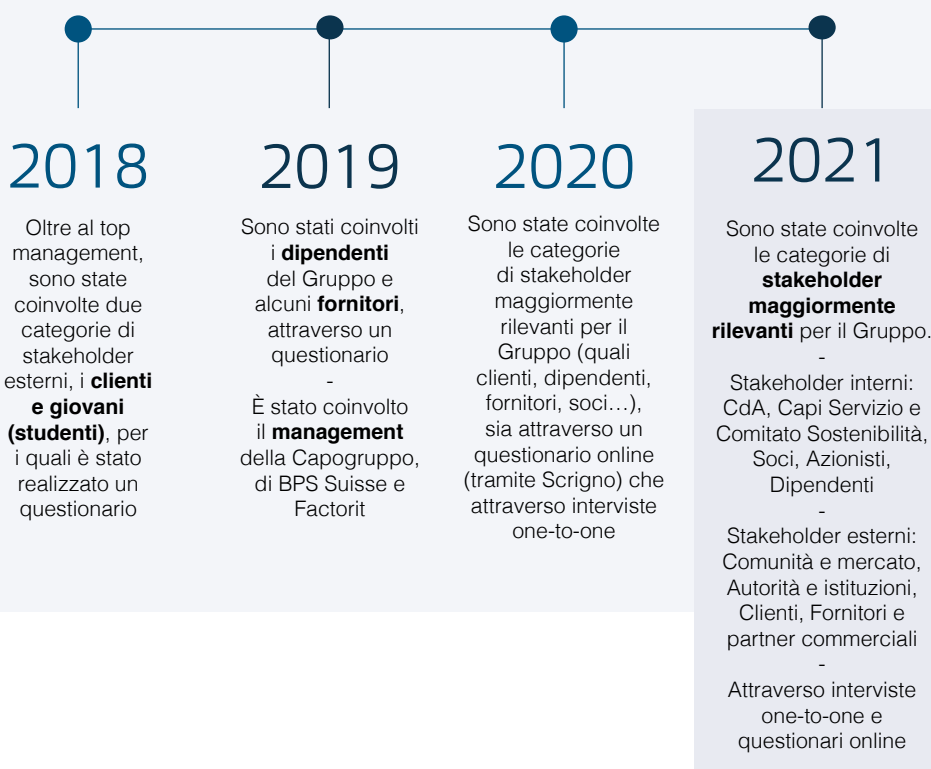 2018
Oltre al top
management,
sono state
coinvolte due
categorie di
stakeholder
esterni, i clienti
e giovani
(studenti), per
i quali è stato
realizzato un
questionario
2019
Sono stati coinvolti
i dipendenti
del Gruppo e
alcuni fornitori,
attraverso un
questionario
-
È stato coinvolto
il management
della Capogruppo,
di BPS Suisse e
Factorit
2020
Sono state coinvolte
le categorie
di stakeholder
maggiormente
rilevanti per il
Gruppo (quali
clienti, dipendenti,
fornitori, soci…),
sia attraverso un
questionario online
(tramite Scrigno) che
attraverso interviste
one-to-one
2021
Sono state coinvolte
le categorie di
stakeholder
maggiormente
rilevanti per il Gruppo.
-
Stakeholder interni:
CdA, Capi Servizio e
Comitato Sostenibilità,
Soci, Azionisti,
Dipendenti
-
Stakeholder esterni:
Comunità e mercato,
Autorità e istituzioni,
Clienti, Fornitori e
partner commerciali
-
Attraverso interviste
one-to-one e
questionari online